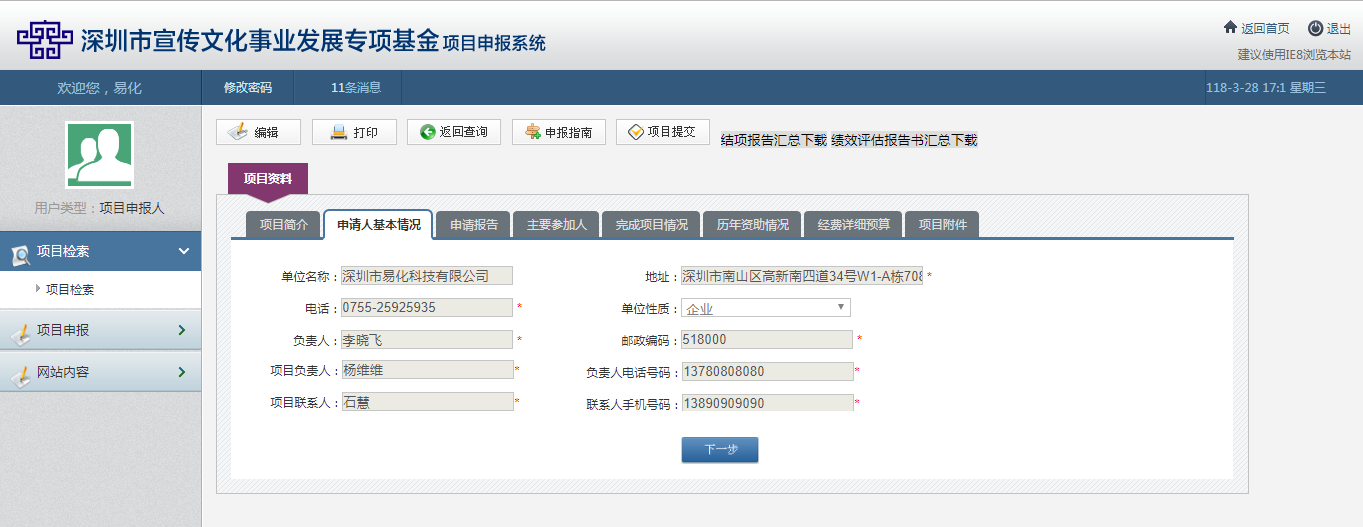 深圳市宣传文化事业发展专项基金 项目申报系统
返回首页 退出
建议使用IE8浏览本站
欢迎您，易化 修改密码 11条消息 118-3-28 17:1 星期三
编辑 打印 返回查询 申报指南 项目提交 结项报告汇总下载 绩效评估报告书汇总下载
用户类型：项目申报人
项目检索
项目检索
项目申报
网站内容
项目资料
项目简介 申请人基本情况 申请报告 主要参加人 完成项目情况 历年资助情况 经费详细预算 项目附件
单位名称：深圳市易化科技有限公司 地址：深圳市南山区高新南四道34号W1-A栋708 *
电话：0755-25925935 * 单位性质：企业
负责人：李晓飞 * 邮政编码：518000 *
项目负责人：杨维维 * 负责人电话号码：13780808080 *
项目联系人：石慧 * 联系人手机号码：13890909090 *
下一步